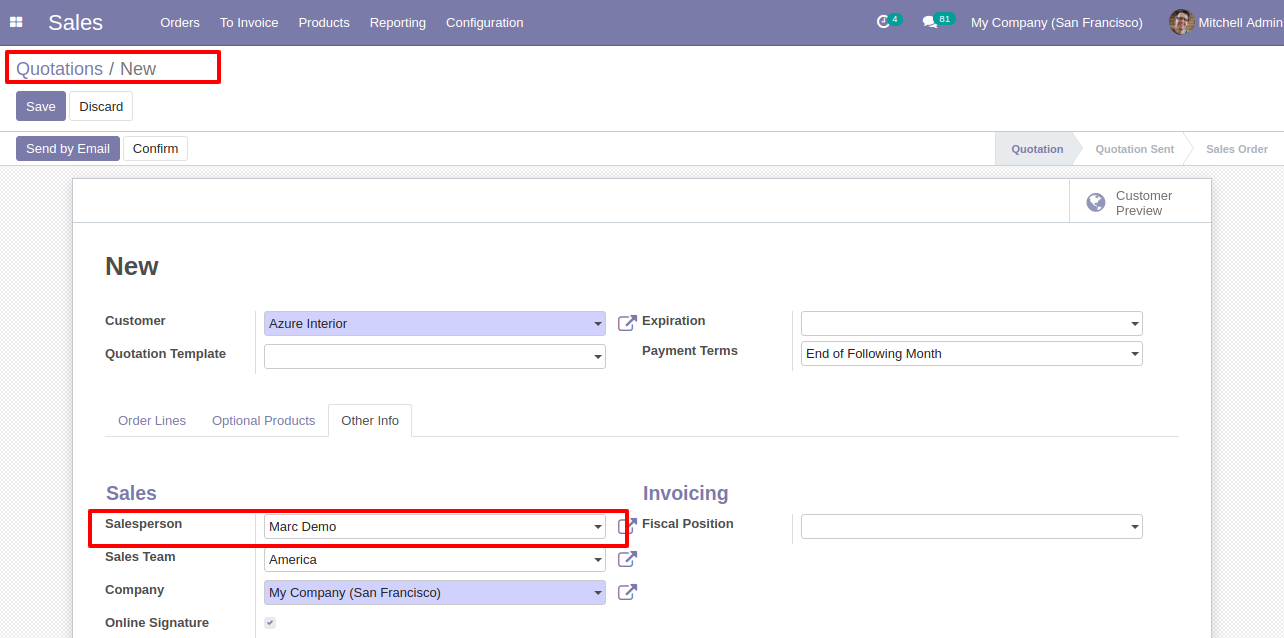 Sales Orders To Invoice Products Reporting Configuration 4 81 My Company (San Francisco) Mitchell Admin
Quotations / New
Save Discard
Send by Email Confirm Quotation Quotation Sent Sales Order
Customer
Preview
New
Customer Azure Interior Expiration
Quotation Template Payment Terms End of Following Month
Order Lines Optional Products Other Info
Sales Invoicing
Salesperson Marc Demo Fiscal Position
Sales Team America
Company My Company (San Francisco)
Online Signature